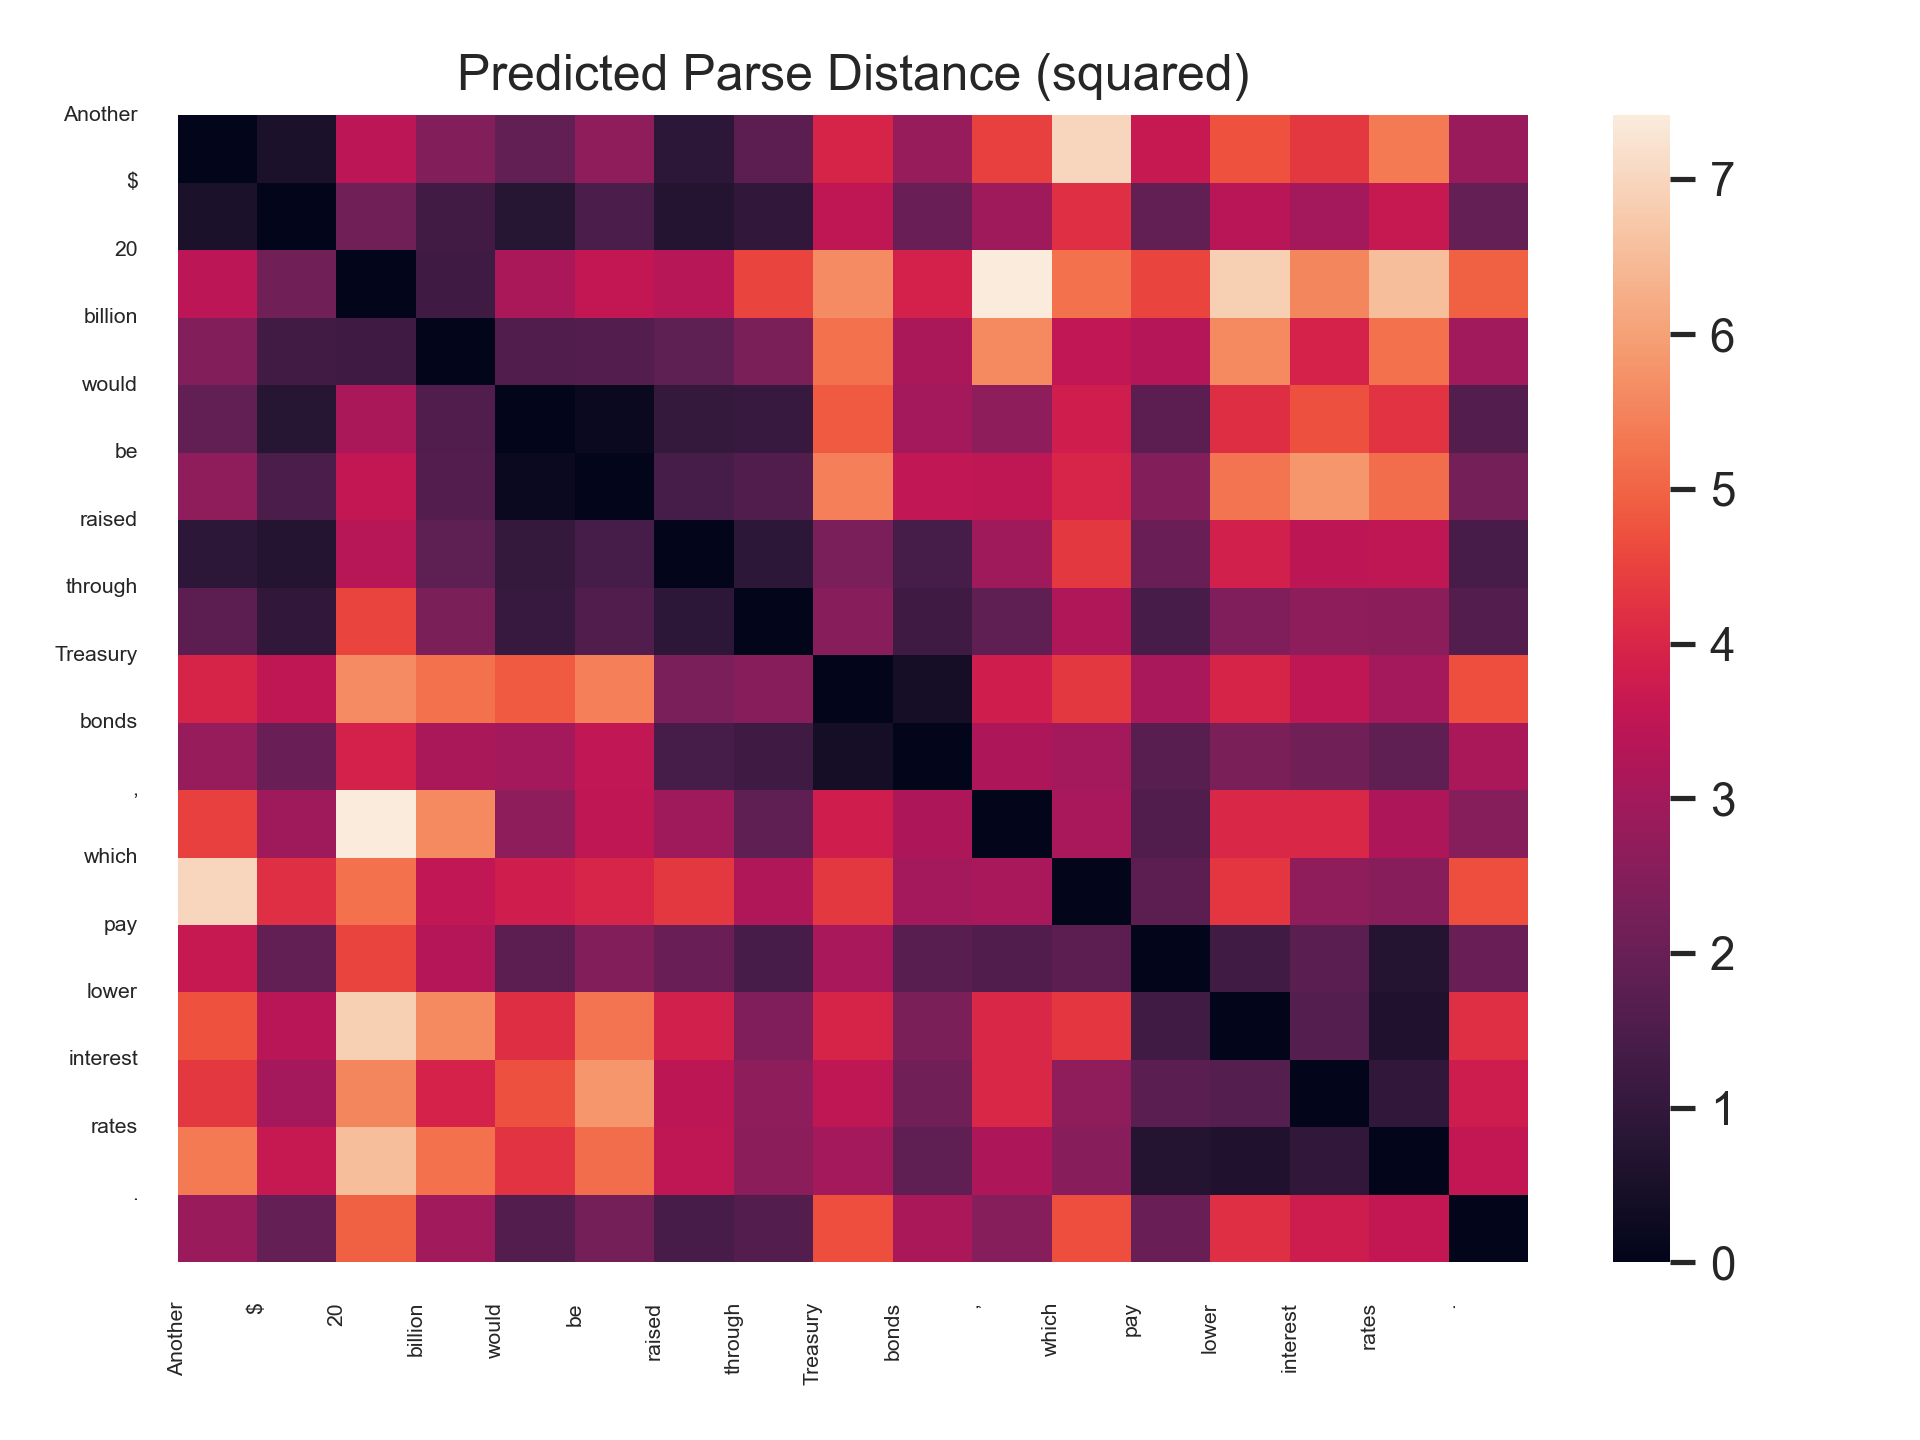 Predicted Parse Distance (squared)
Another
$
20
billion
would
be
raised
through
Treasury
bonds
,
which
pay
lower
interest
rates
.
7
6
5
4
3
2
1
0
Another
$
20
billion
would
be
raised
through
Treasury
bonds
,
which
pay
lower
interest
rates
.